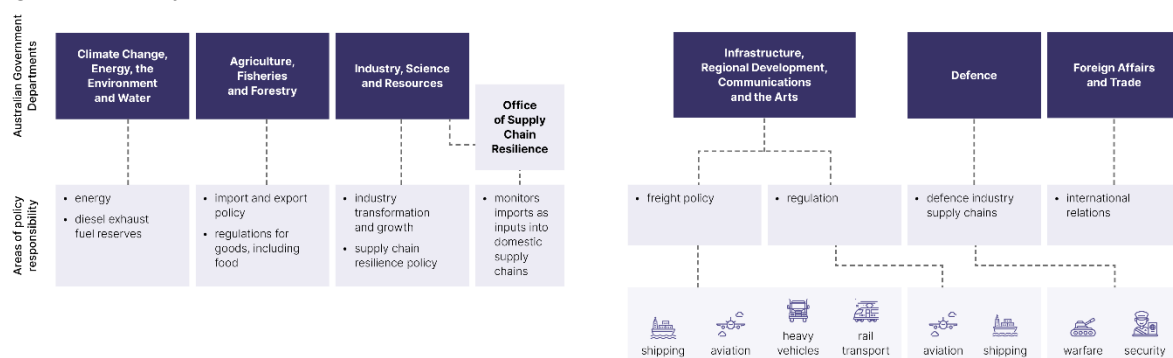 Australian Government
Departments
Climate Change,
Energy, the
Environment
and Water
Agriculture,
Fisheries
and Forestry
Industry, Science
and Resources
Office
of Supply
Chain
Resilience
Infrastructure,
Regional Development,
Communications
and the Arts
Defence
Foreign Affairs
and Trade
Areas of policy
responsibility
• energy
• diesel exhaust
fuel reserves
• import and export
policy
• regulations for
goods, including
food
• industry
transformation
and growth
• supply chain
resilience policy
• monitors
imports as
inputs into
domestic
supply
chains
• freight policy
• regulation
• defence industry
supply chains
• international
relations
shipping
aviation
heavy
vehicles
rail
transport
aviation
shipping
warfare
security